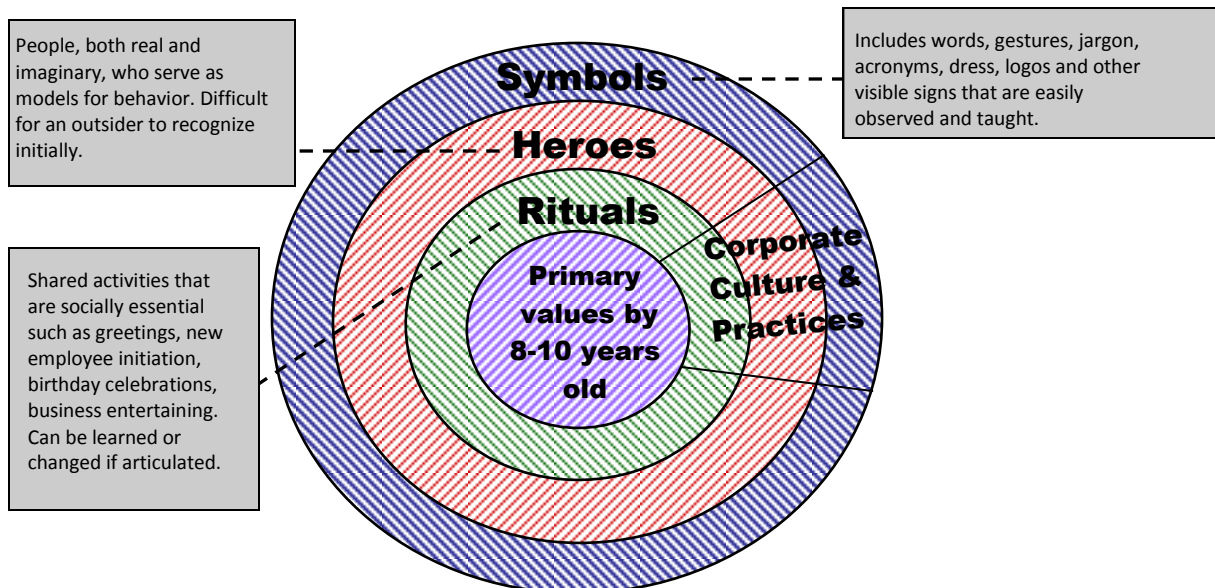 People, both real and
imaginary, who serve as
models for behavior. Difficult
for an outsider to recognize
initially.
Includes words, gestures, jargon,
acronyms, dress, logos and other
visible signs that are easily
observed and taught.
Symbols
Heroes
Rituals
Primary
values by
8-10 years
old
Corporate
Culture &
Practices
Shared activities that
are socially essential
such as greetings, new
employee initiation,
birthday celebrations,
business entertaining.
Can be learned or
changed if articulated.